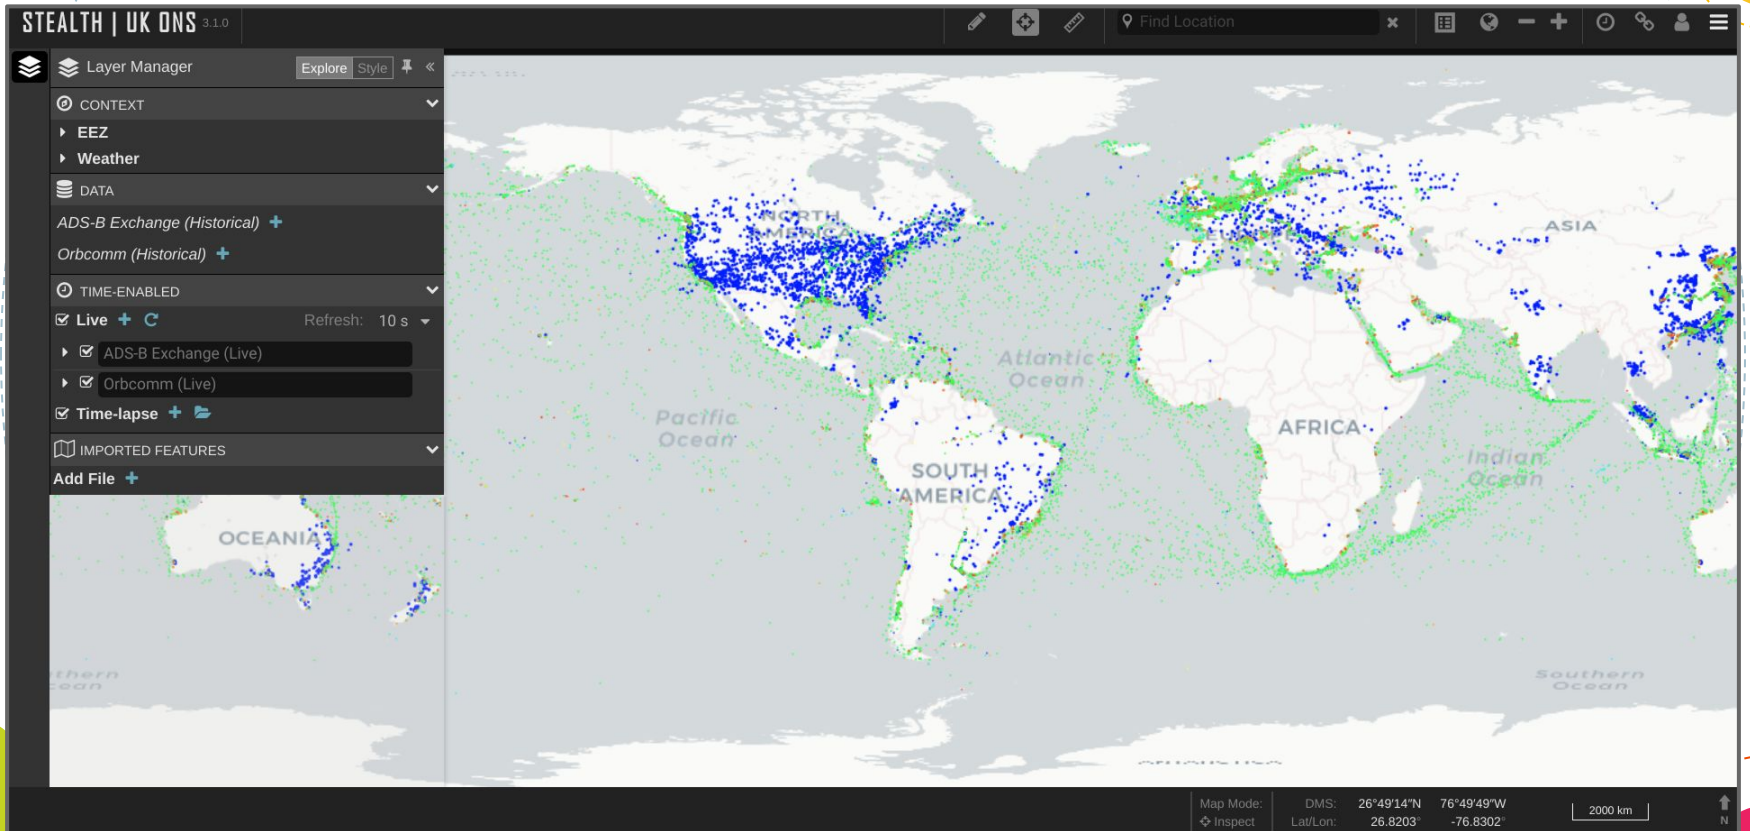 STEALTH | UK ONS 3.1.0
Find Location
Layer Manager
Explore Style
CONTEXT
EEZ
Weather
DATA
ADS-B Exchange (Historical)
Orbcomm (Historical)
TIME-ENABLED
Live
Refresh: 10 s
ADS-B Exchange (Live)
Orbcomm (Live)
Time-lapse
IMPORTED FEATURES
Add File
NORTH
AMERICA
ASIA
Atlantic
Ocean
Pacific
Ocean
AFRICA
SOUTH
AMERICA
Indian
Ocean
OCEANIA
Southern
Ocean
Map Mode:
Inspect
DMS: 26°49'14"N 76°49'49"W
Lat/Lon: 26.8203° -76.8302°
2000 km
N